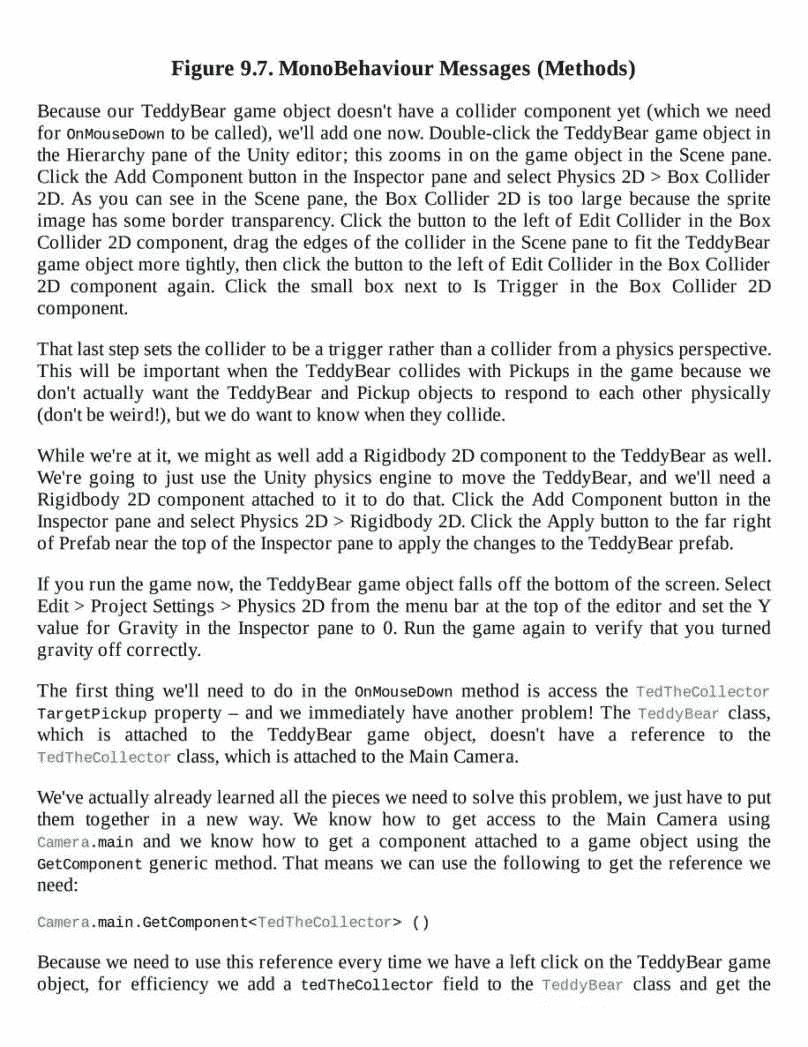 Figure 9.7. MonoBehaviour Messages (Methods)
Because our TeddyBear game object doesn't have a collider component yet (which we need
for OnMouseDown to be called), we'll add one now. Double-click the TeddyBear game object in
the Hierarchy pane of the Unity editor; this zooms in on the game object in the Scene pane.
Click the Add Component button in the Inspector pane and select Physics 2D > Box Collider
2D. As you can see in the Scene pane, the Box Collider 2D is too large because the sprite
image has some border transparency. Click the button to the left of Edit Collider in the Box
Collider 2D component, drag the edges of the collider in the Scene pane to fit the TeddyBear
game object more tightly, then click the button to the left of Edit Collider in the Box Collider
2D component again. Click the small box next to Is Trigger in the Box Collider 2D
component.
That last step sets the collider to be a trigger rather than a collider from a physics perspective.
This will be important when the TeddyBear collides with Pickups in the game because we
don't actually want the TeddyBear and Pickup objects to respond to each other physically
(don't be weird!), but we do want to know when they collide.
While we're at it, we might as well add a Rigidbody 2D component to the TeddyBear as well.
We're going to just use the Unity physics engine to move the TeddyBear, and we'll need a
Rigidbody 2D component attached to it to do that. Click the Add Component button in the
Inspector pane and select Physics 2D > Rigidbody 2D. Click the Apply button to the far right
of Prefab near the top of the Inspector pane to apply the changes to the TeddyBear prefab.
If you run the game now, the TeddyBear game object falls off the bottom of the screen. Select
Edit > Project Settings > Physics 2D from the menu bar at the top of the editor and set the Y
value for Gravity in the Inspector pane to 0. Run the game again to verify that you turned
gravity off correctly.
The first thing we'll need to do in the OnMouseDown method is access the TedTheCollector
TargetPickup property – and we immediately have another problem! The TeddyBear class,
which is attached to the TeddyBear game object, doesn't have a reference to the
TedTheCollector class, which is attached to the Main Camera.
We've actually already learned all the pieces we need to solve this problem, we just have to put
them together in a new way. We know how to get access to the Main Camera using
Camera.main and we know how to get a component attached to a game object using the
GetComponent generic method. That means we can use the following to get the reference we
need:
Camera.main.GetComponent<TedTheCollector> ()
Because we need to use this reference every time we have a left click on the TeddyBear game
object, for efficiency we add a tedTheCollector field to the TeddyBear class and get the